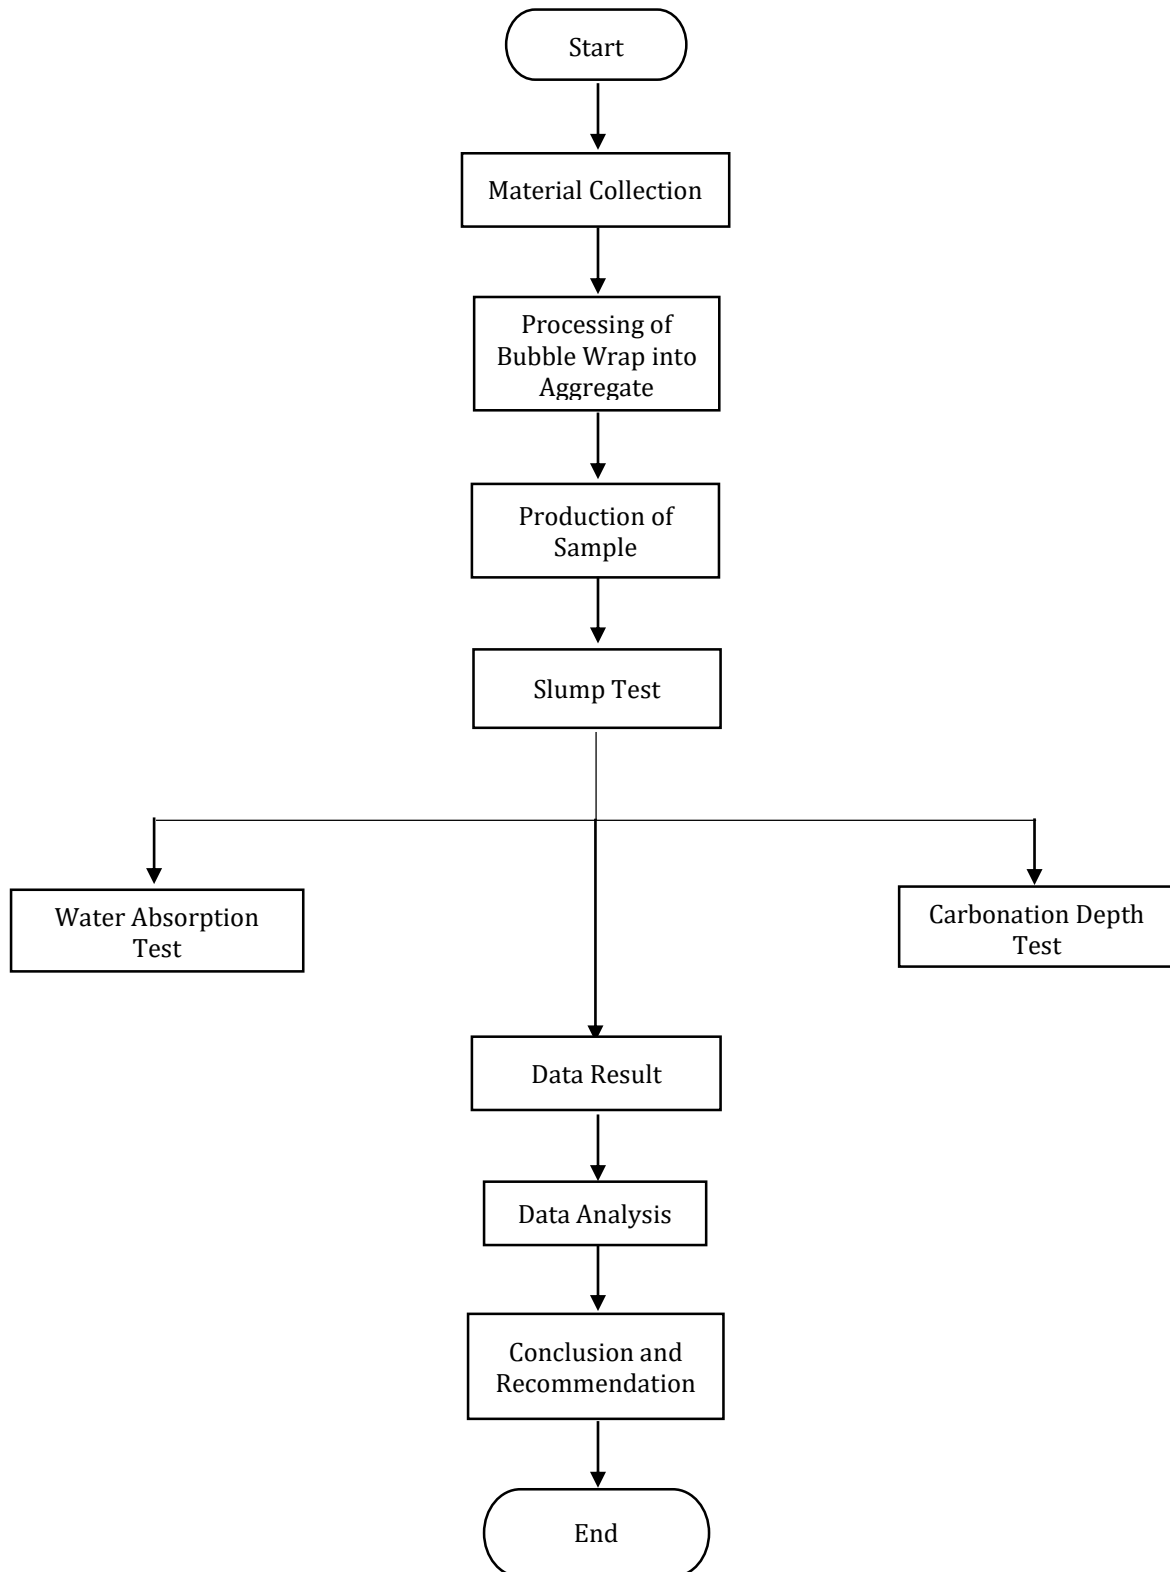 Start
Material Collection
Processing of
Bubble Wrap into
Aggregate
Production of
Sample
Slump Test
Water Absorption
Test
Carbonation Depth
Test
Data Result
Data Analysis
Conclusion and
Recommendation
End